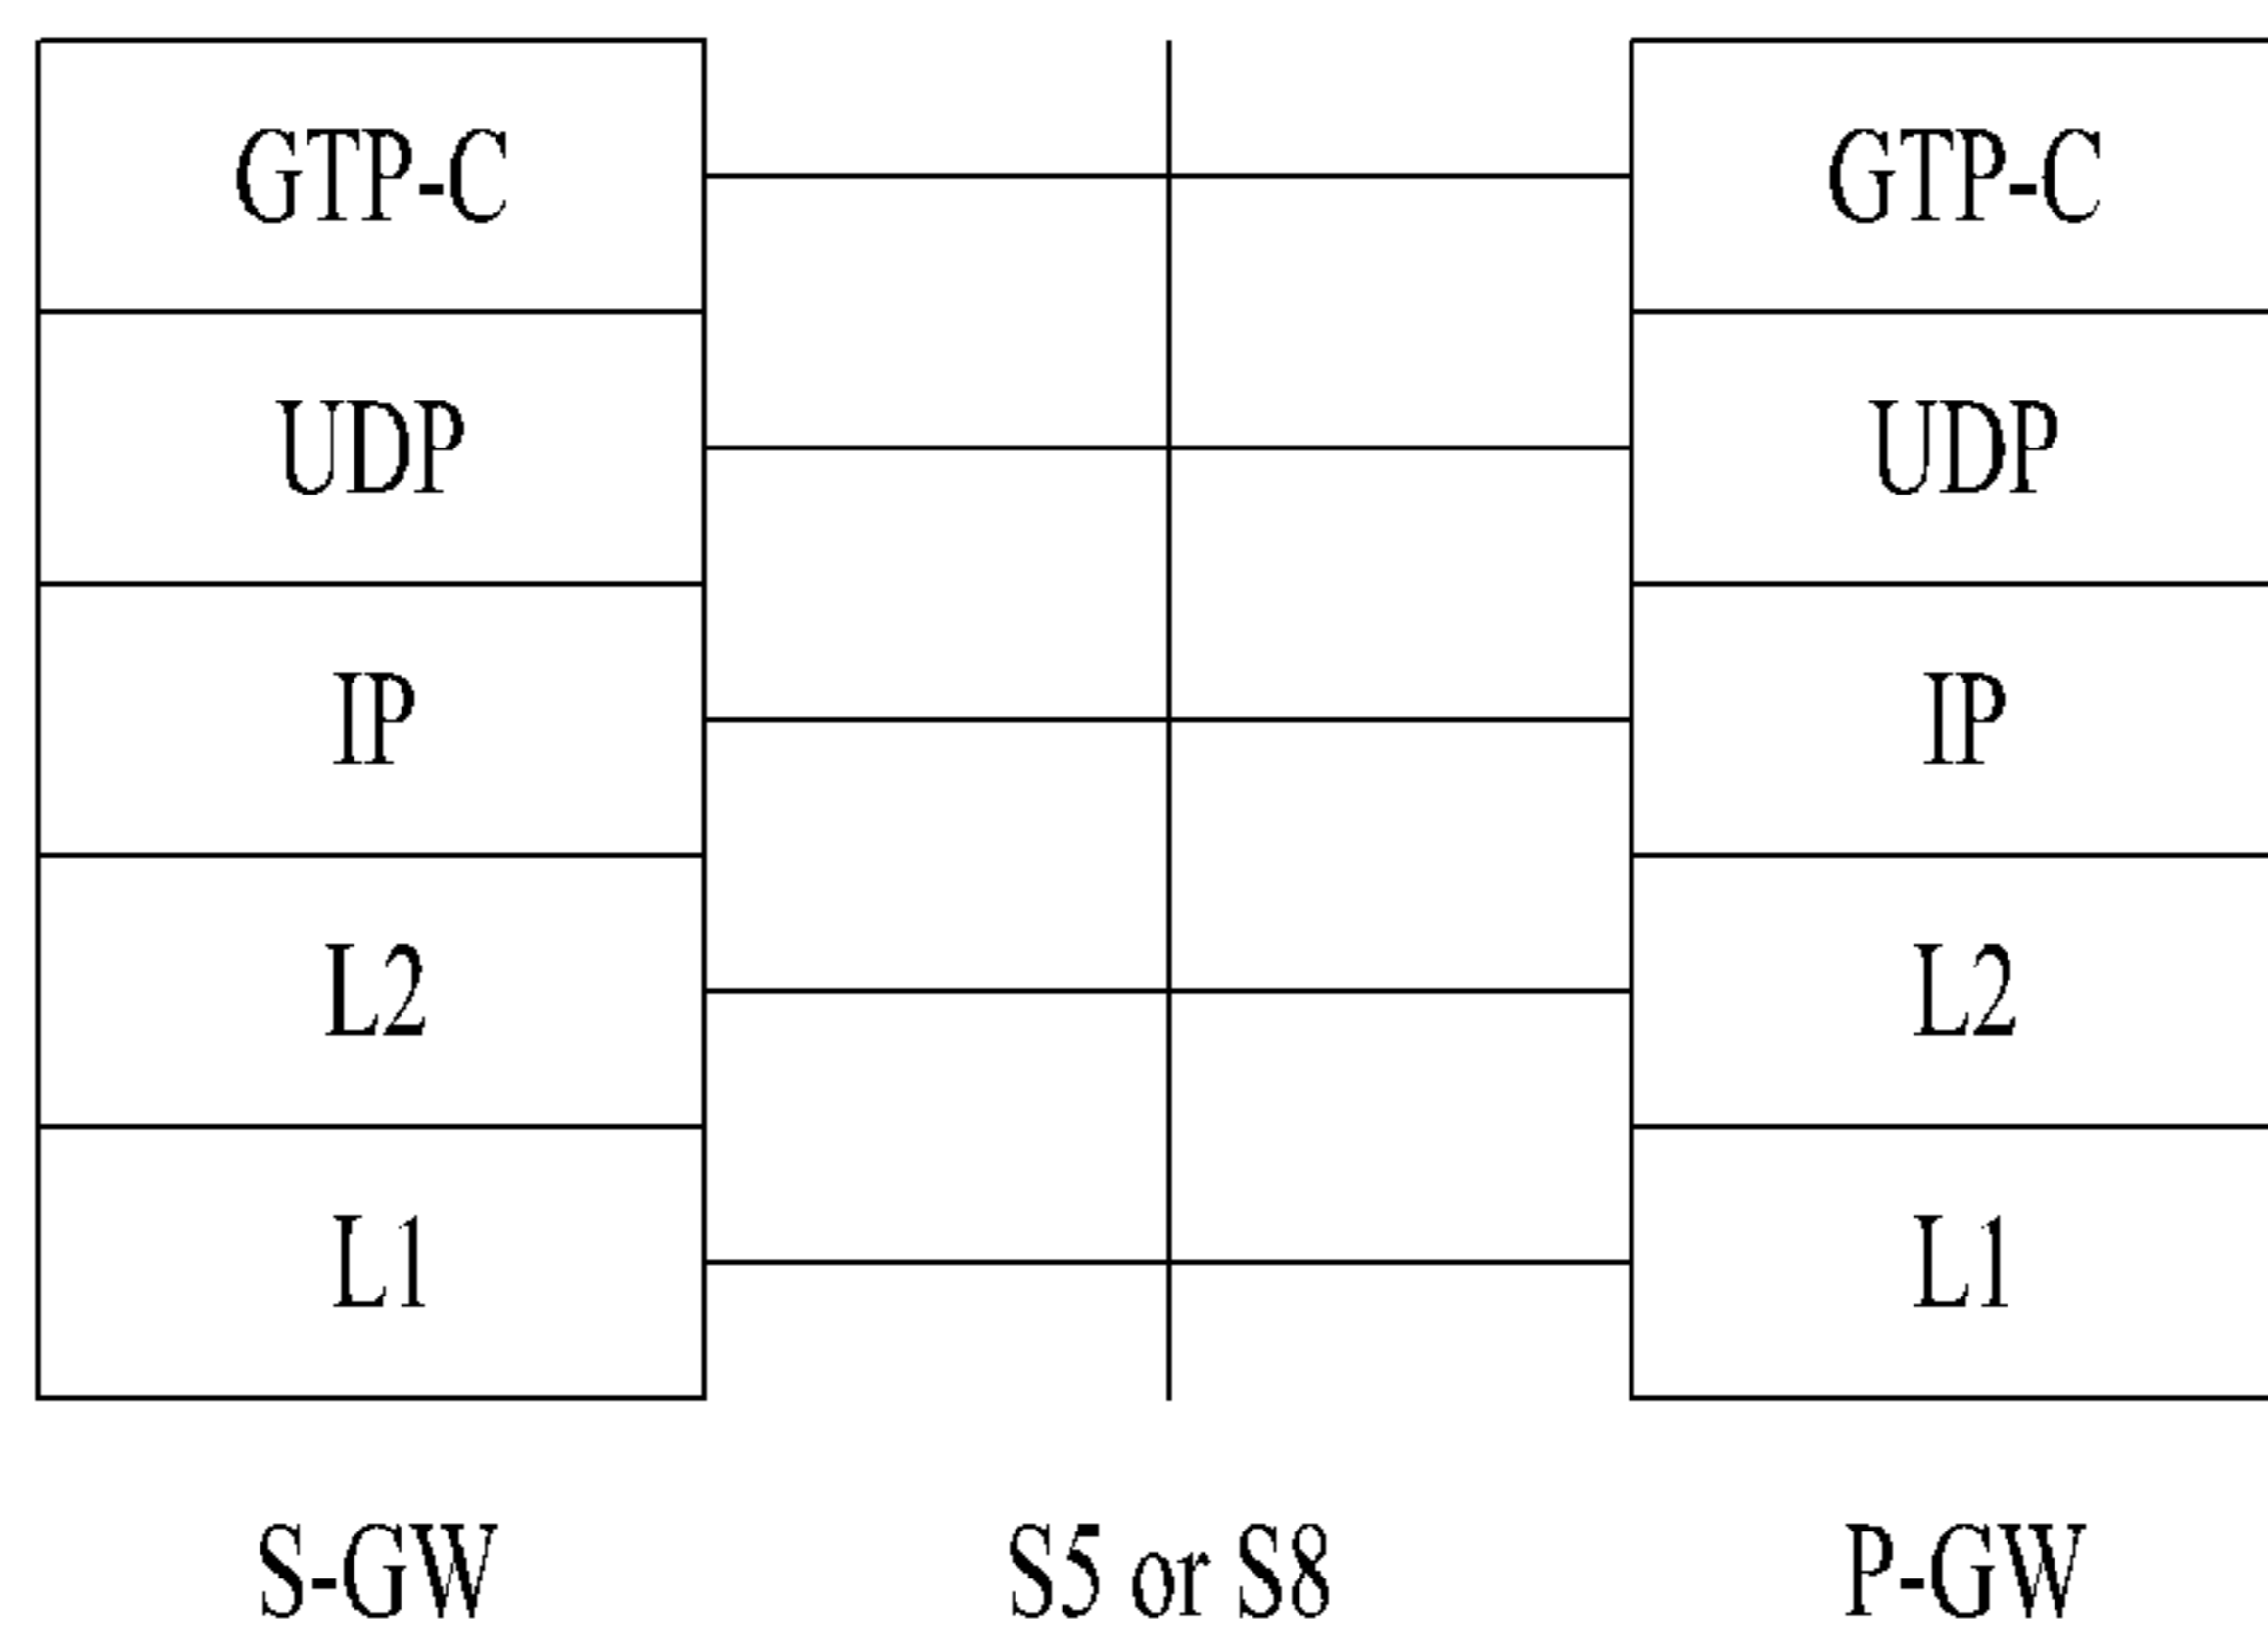 GTP-C GTP-C
UDP UDP
IP IP
L2 L2
L1 L1
S-GW S5 or S8 P-GW